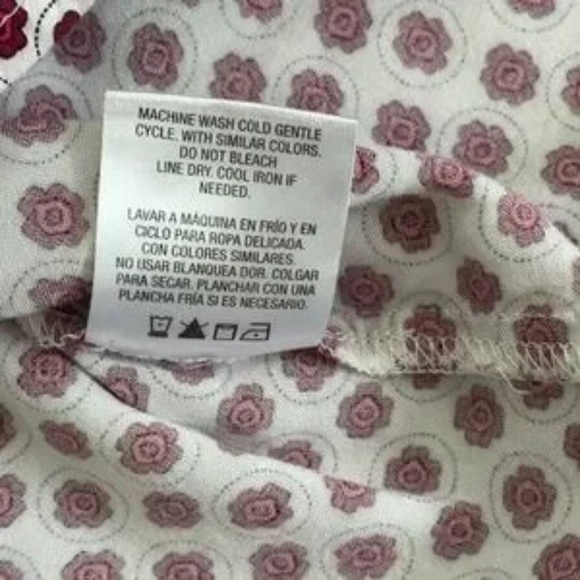 MACHINE WASH COLD GENTLE
CYCLE. WITH SIMILAR COLORS.
DO NOT BLEACH
LINE DRY. COOL IRON IF
NEEDED.
LAVAR A MÁQUINA EN FRÍO Y EN
CICLO PARA ROPA DELICADA.
CON COLORES SIMILARES.
NO USAR BLANQUEA DOR. COLGAR
PARA SECAR. PLANCHAR CON UNA
PLANCHA FRÍA SI ES NECESARIO.